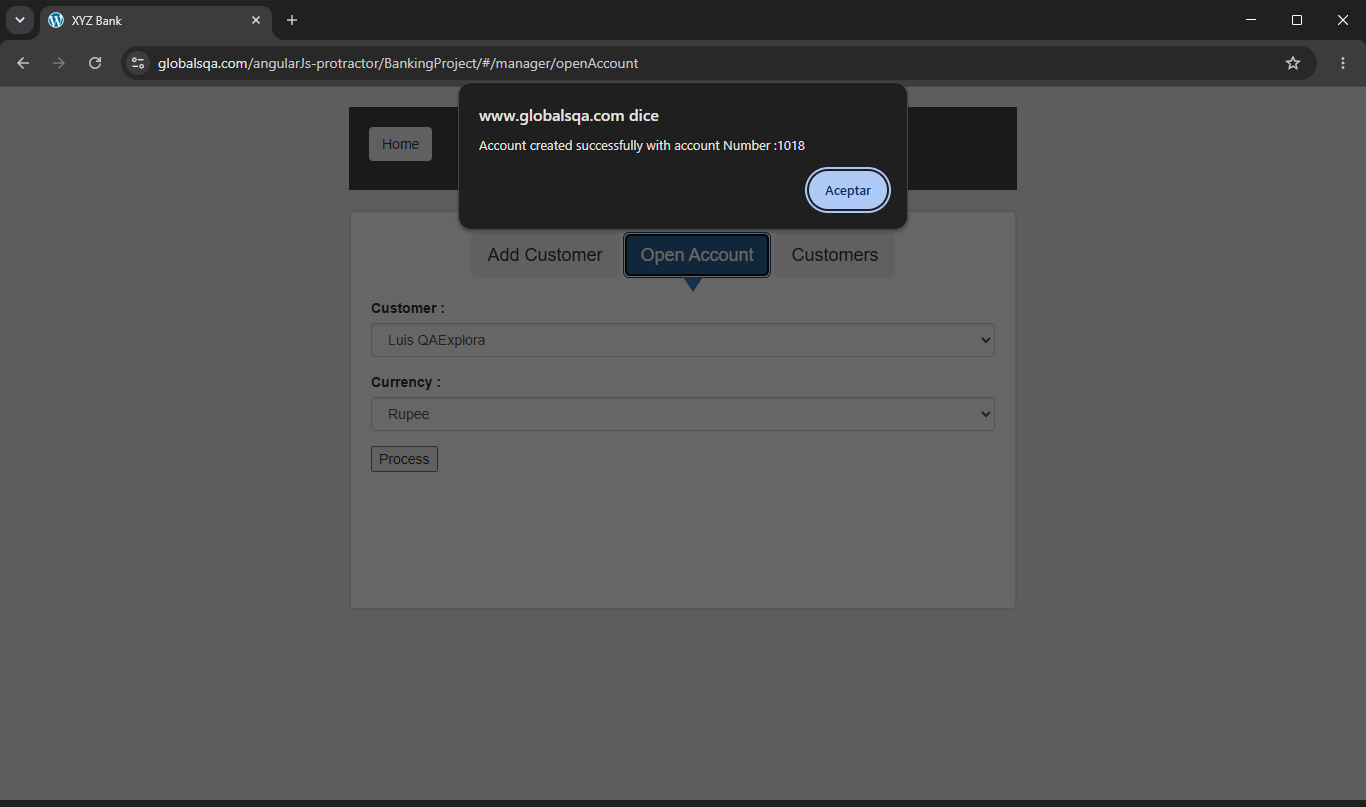 XYZ Bank
globalsqa.com/angularJs-protractor/BankingProject/#/manager/openAccount
www.globalsqa.com dice
Account created successfully with account Number :1018
Aceptar
Home
Add Customer Open Account Customers
Customer :
Luis QAExplora
Currency :
Rupee
Process